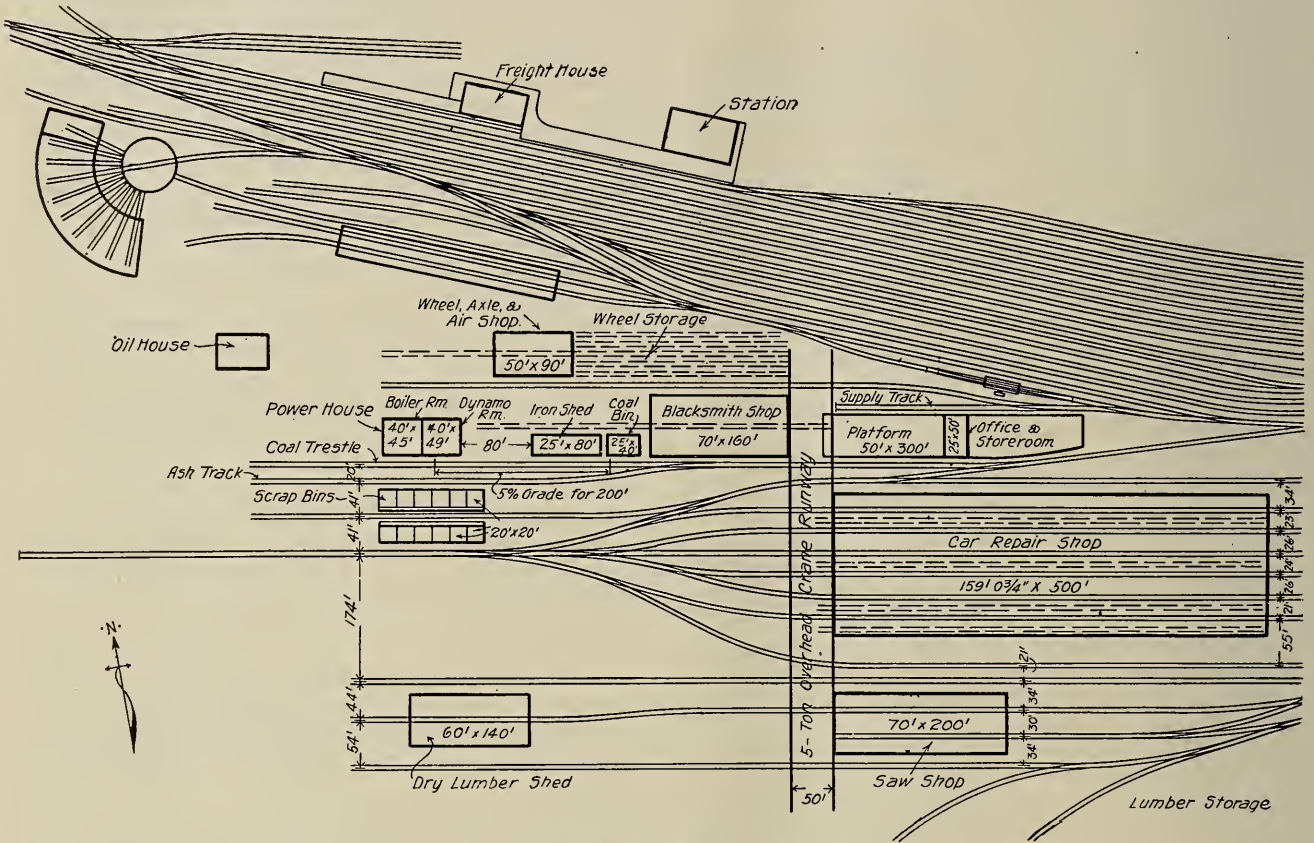 Freight House
Station
Wheel, Axle, &
Air Shop.
Wheel Storage
Oil House
50'x 90'
Supply Track
Power House
Boiler Rm.
Dynamo
Rm.
Iron Shed
Coal
Bin
Blacksmith Shop
40'x
45'
40'x
49'
80'
25'x 80'
25'x
40'
70'x 160'
Platform
50'x 300'
25'x50'
Office &
Storeroom
Coal Trestle
Ash Track
20'
5% Grade for 200'
Scrap Bins
41'
41'
20'x20'
34'
23'
26'
24'
26'
21'
55'
Car Repair Shop
159' 0¾" x 500'
5-Ton Overhead Crane Runway
N.
174'
44'
54'
21'
34'
30'
34'
60' x 140'
70' x 200'
Dry Lumber Shed
Saw Shop
50'
Lumber Storage